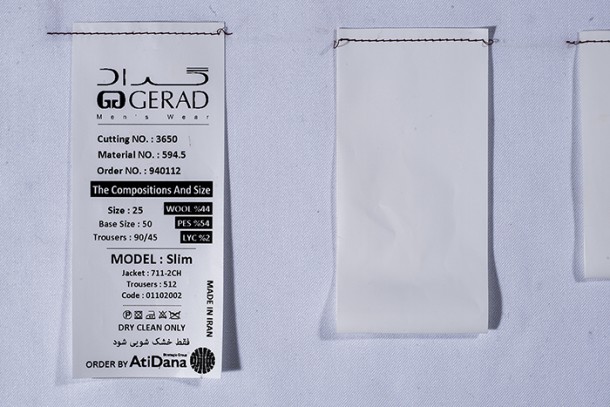 گراد
GERAD
Men's Wear
Cutting NO. : 3650
Material NO. : 594.5
Order NO. : 940112
The Compositions And Size
Size : 25 WOOL %44
Base Size : 50 PES %54
Trousers : 90/45 LYC %2
MODEL : Slim
Jacket : 711-2CH
Trousers : 512
Code : 01102002
MADE IN IRAN
DRY CLEAN ONLY
فقط خشک شویی شود
Strategic Group
ORDER BY AtiDana